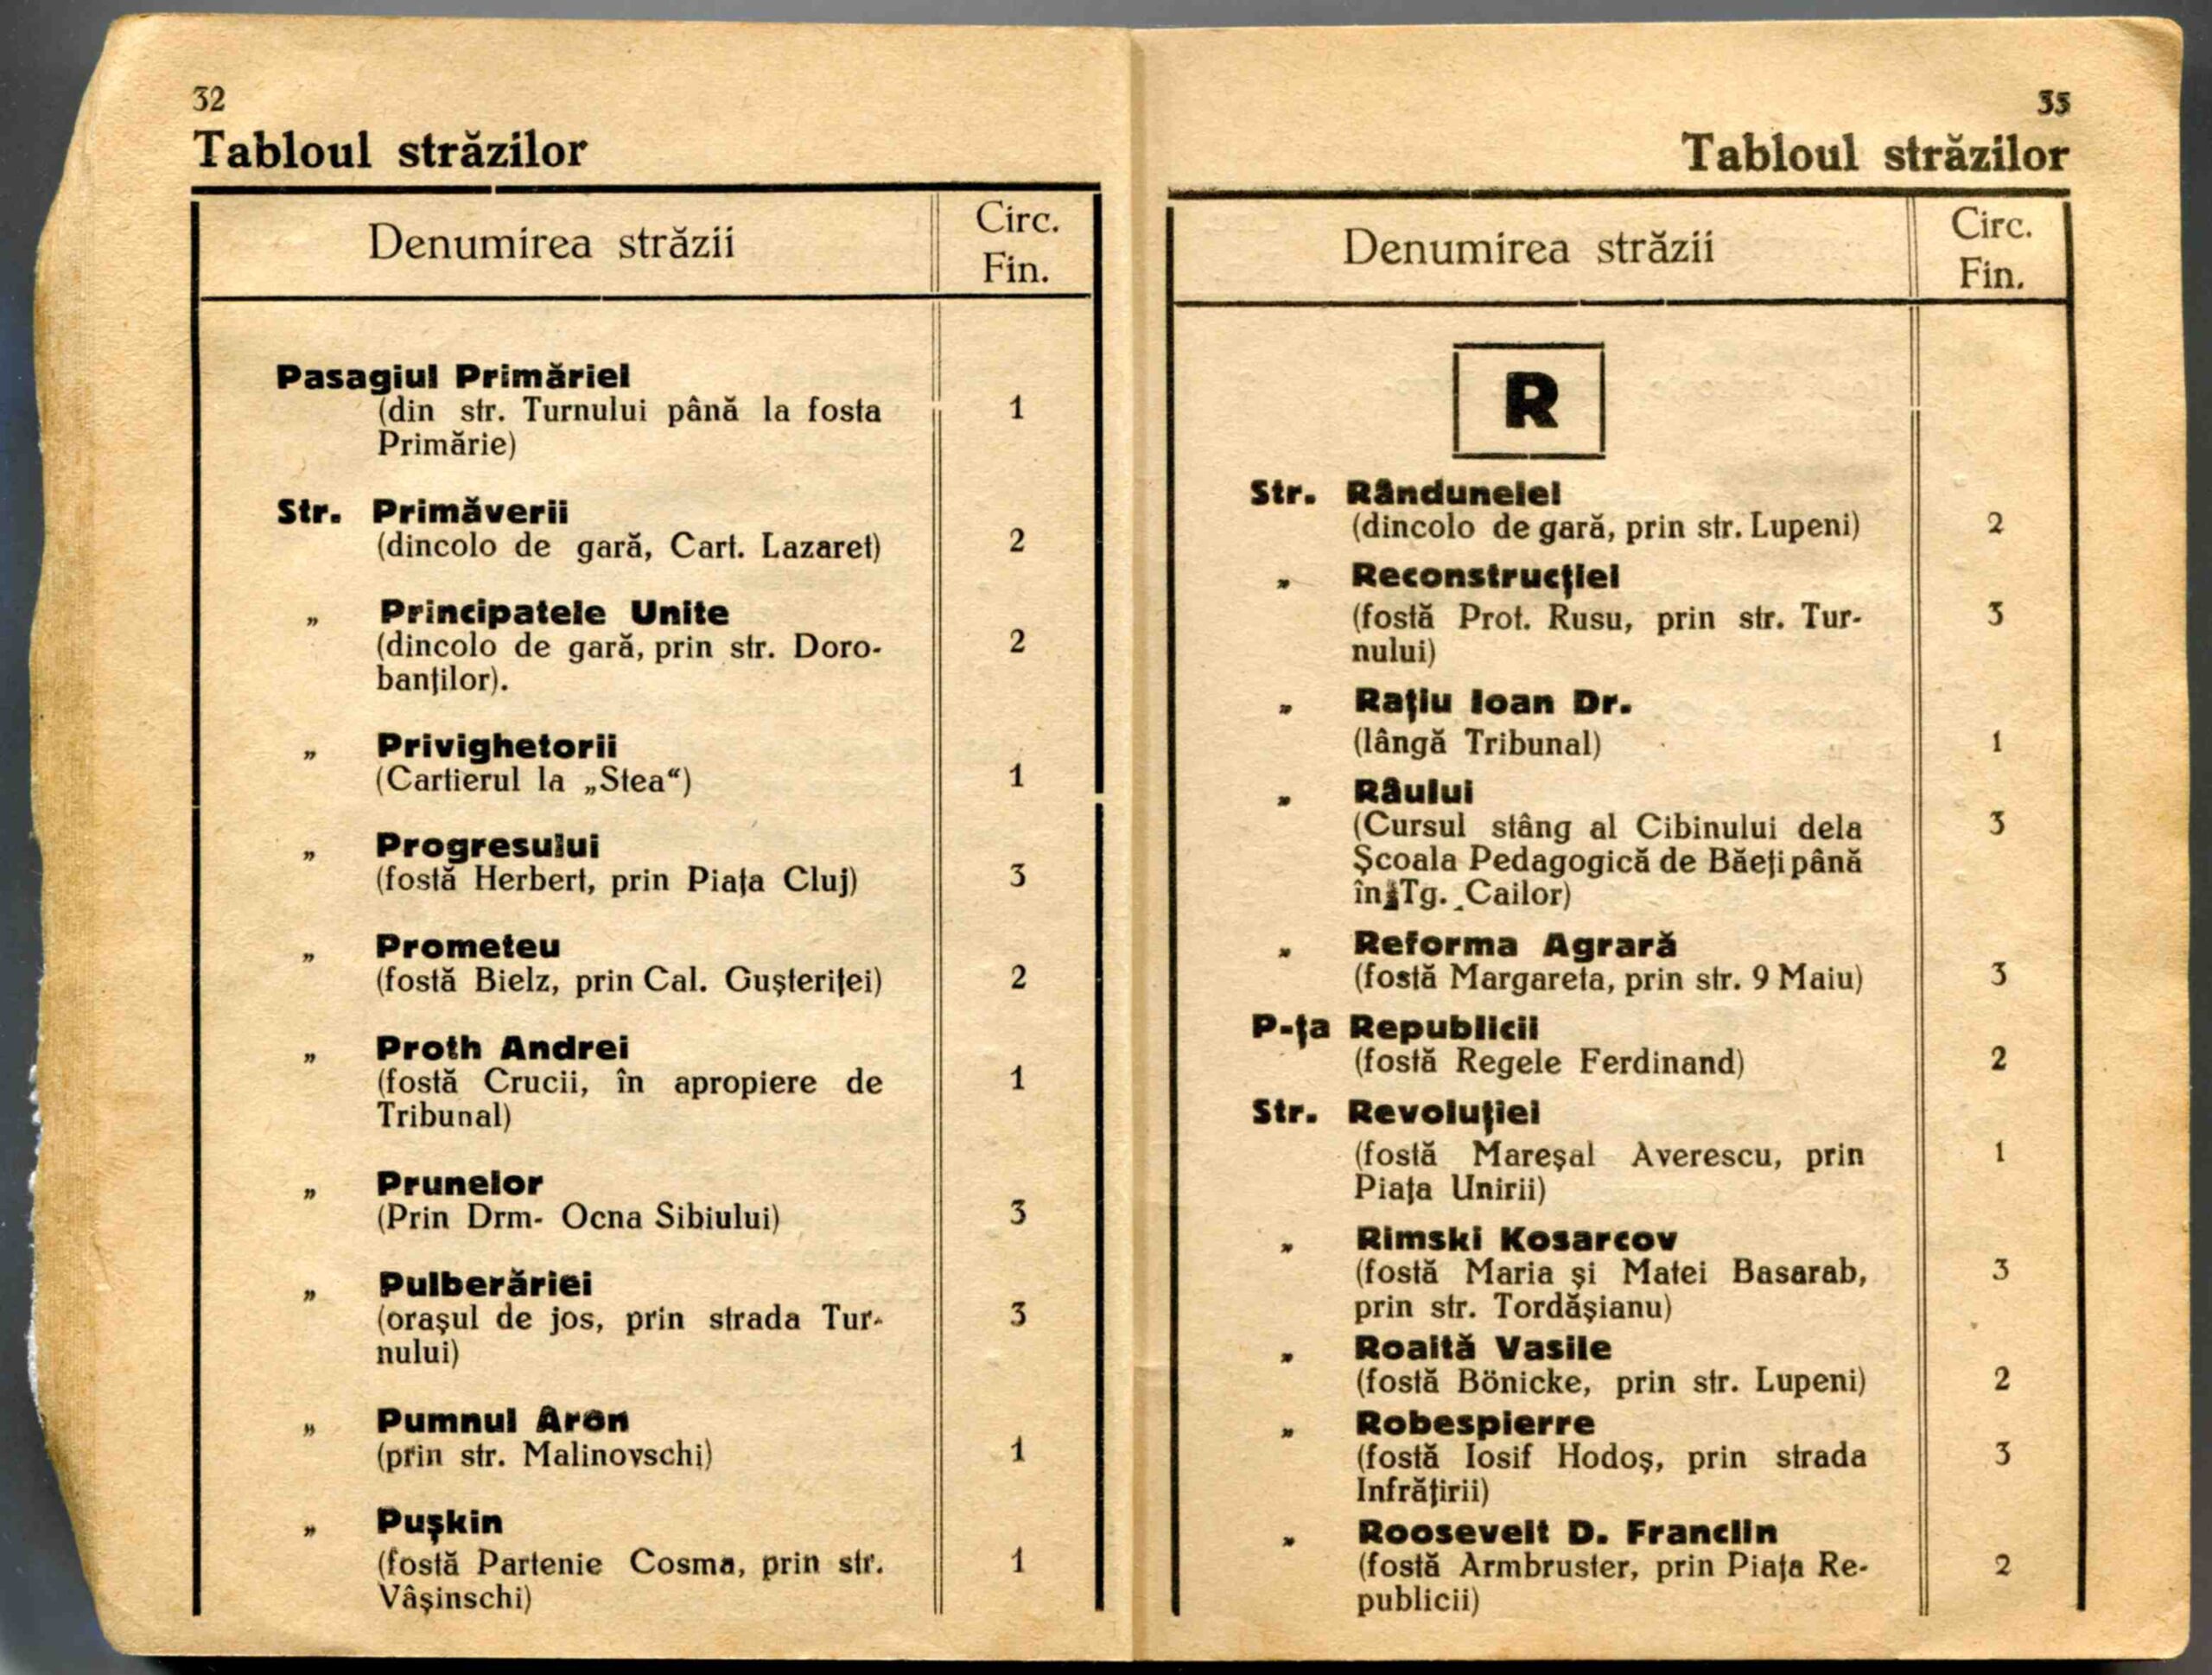 32
Tabloul străzilor
Denumirea străzii
Circ.
Fin.
Pasagiul Primăriei
(din str. Turnului până la fosta 1
Primărie)
Str. Primăverii
(dincolo de gară, Cart. Lazaret) 2
„ Principatele Unite
(dincolo de gară, prin str. Doro- 2
banților).
„ Privighetorii
(Cartierul la „Stea“) 1
„ Progresului
(fostă Herbert, prin Piața Cluj) 3
„ Prometeu
(fostă Bielz, prin Cal. Gușteriței) 2
„ Proth Andrei
(fostă Crucii, în apropiere de 1
Tribunal)
„ Prunelor
(Prin Drm- Ocna Sibiului) 3
„ Pulberăriei
(orașul de jos, prin strada Tur- 3
nului)
„ Pumnul Aron
(prin str. Malinovschi) 1
„ Pușkin
(fostă Partenie Cosma, prin str. 1
Vâșinschi)
33
Tabloul străzilor
Denumirea străzii
Circ.
Fin.
R
Str. Rândunelei
(dincolo de gară, prin str. Lupeni) 2
„ Reconstrucției
(fostă Prot. Rusu, prin str. Tur- 3
nului)
„ Rațiu Ioan Dr.
(lângă Tribunal) 1
„ Râului
(Cursul stâng al Cibinului dela 3
Școala Pedagogică de Băeți până
în Tg. Cailor)
„ Reforma Agrară
(fostă Margareta, prin str. 9 Maiu) 3
P-ța Republicii
(fostă Regele Ferdinand) 2
Str. Revoluției
(fostă Mareșal Averescu, prin 1
Piața Unirii)
„ Rimski Kosarcov
(fostă Maria și Matei Basarab, 3
prin str. Tordășianu)
„ Roaită Vasile
(fostă Bönicke, prin str. Lupeni) 2
„ Robespierre
(fostă Iosif Hodoș, prin strada 3
Infrățirii)
„ Roosevelt D. Franclin
(fostă Armbruster, prin Piața Re- 2
publicii)